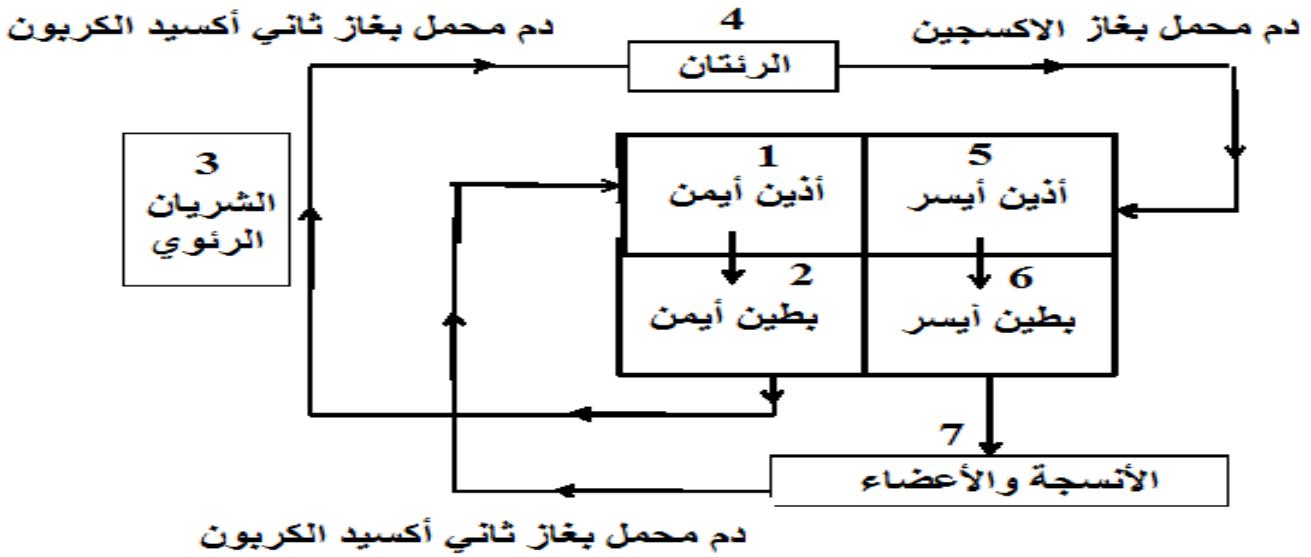 4
دم محمل بغاز ثاني أكسيد الكربون
دم محمل بغاز الاكسجين
الرئتان
3
الشريان
الرئوي
1
أذين أيمن
5
أذين أيسر
2
بطين أيمن
6
بطين أيسر
7
الأنسجة والأعضاء
دم محمل بغاز ثاني أكسيد الكربون